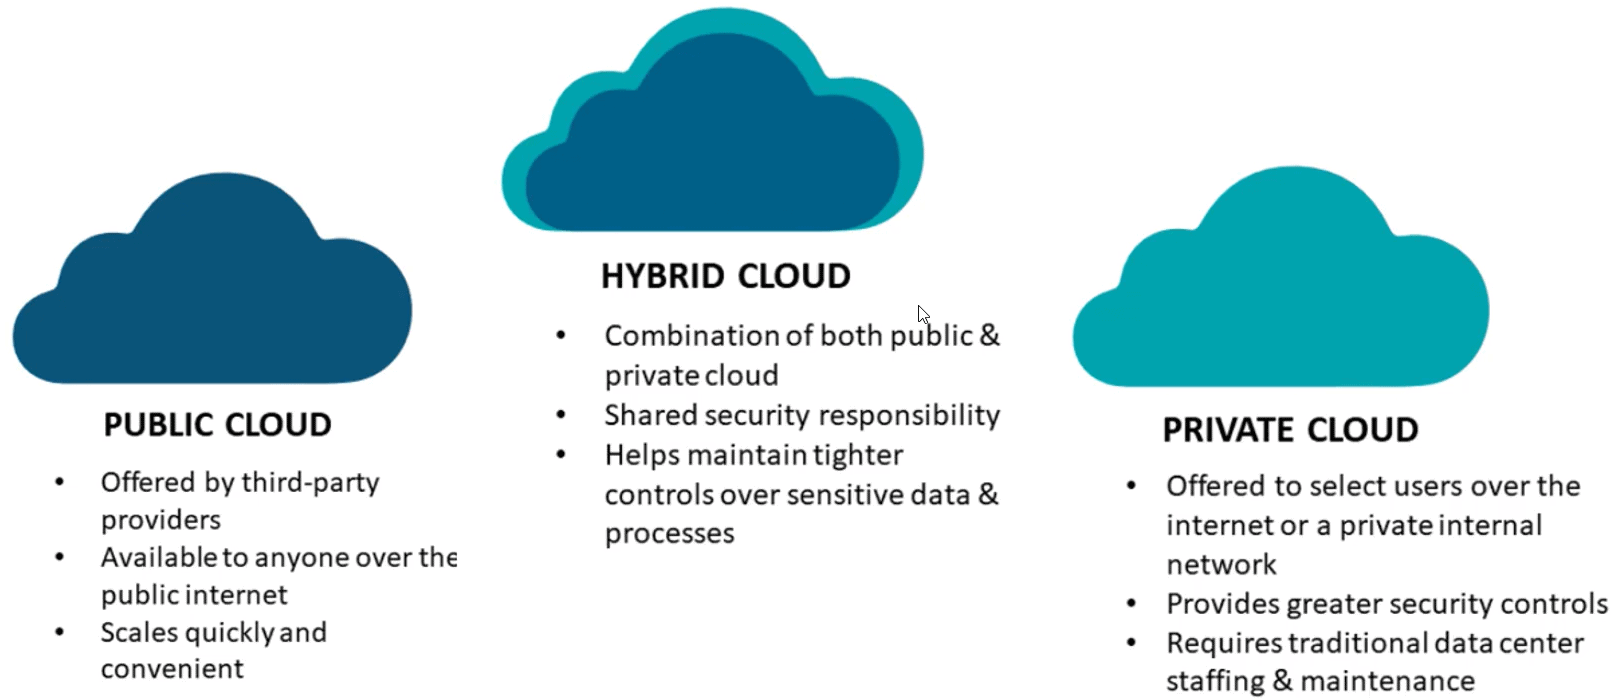 PUBLIC CLOUD
• Offered by third-party
providers
• Available to anyone over the
public internet
• Scales quickly and
convenient
HYBRID CLOUD
• Combination of both public &
private cloud
• Shared security responsibility
• Helps maintain tighter
controls over sensitive data &
processes
PRIVATE CLOUD
• Offered to select users over the
internet or a private internal
network
• Provides greater security controls
• Requires traditional data center
staffing & maintenance